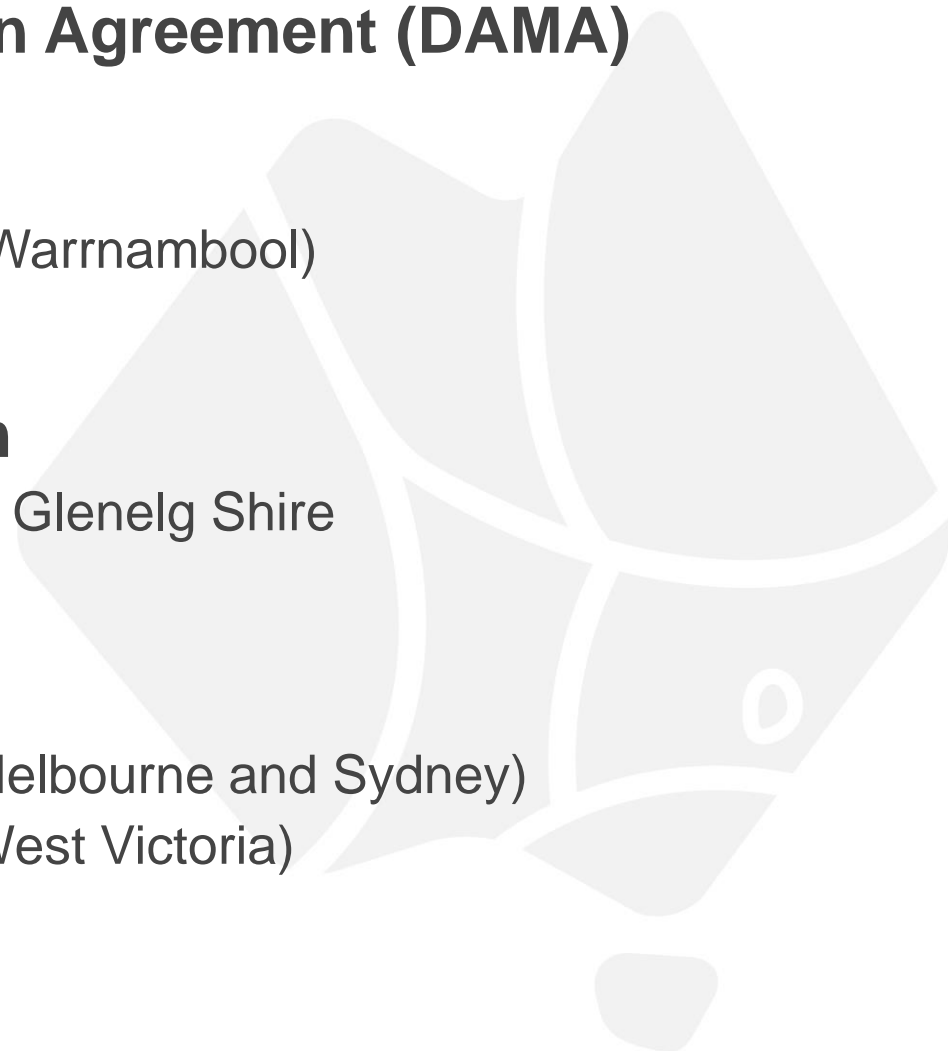 n Agreement (DAMA)
Warrnambool)
n
Glenelg Shire
Melbourne and Sydney)
West Victoria)